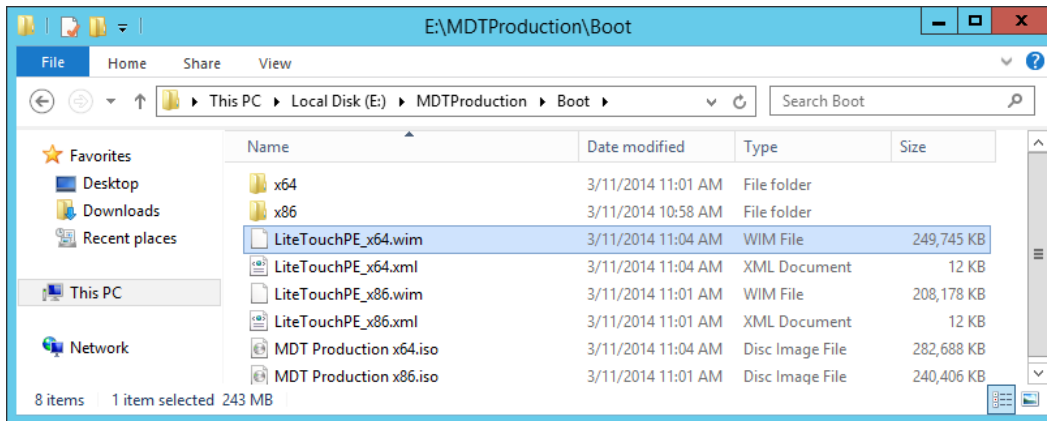 E:\MDTProduction\Boot
File Home Share View
This PC Local Disk (E:) MDTProduction Boot Search Boot
Favorites
Desktop
Downloads
Recent places
This PC
Network
Name Date modified Type Size
x64 3/11/2014 11:01 AM File folder
x86 3/11/2014 10:58 AM File folder
LiteTouchPE_x64.wim 3/11/2014 11:04 AM WIM File 249,745 KB
LiteTouchPE_x64.xml 3/11/2014 11:04 AM XML Document 12 KB
LiteTouchPE_x86.wim 3/11/2014 11:01 AM WIM File 208,178 KB
LiteTouchPE_x86.xml 3/11/2014 11:01 AM XML Document 12 KB
MDT Production x64.iso 3/11/2014 11:04 AM Disc Image File 282,688 KB
MDT Production x86.iso 3/11/2014 11:01 AM Disc Image File 240,406 KB
8 items 1 item selected 243 MB